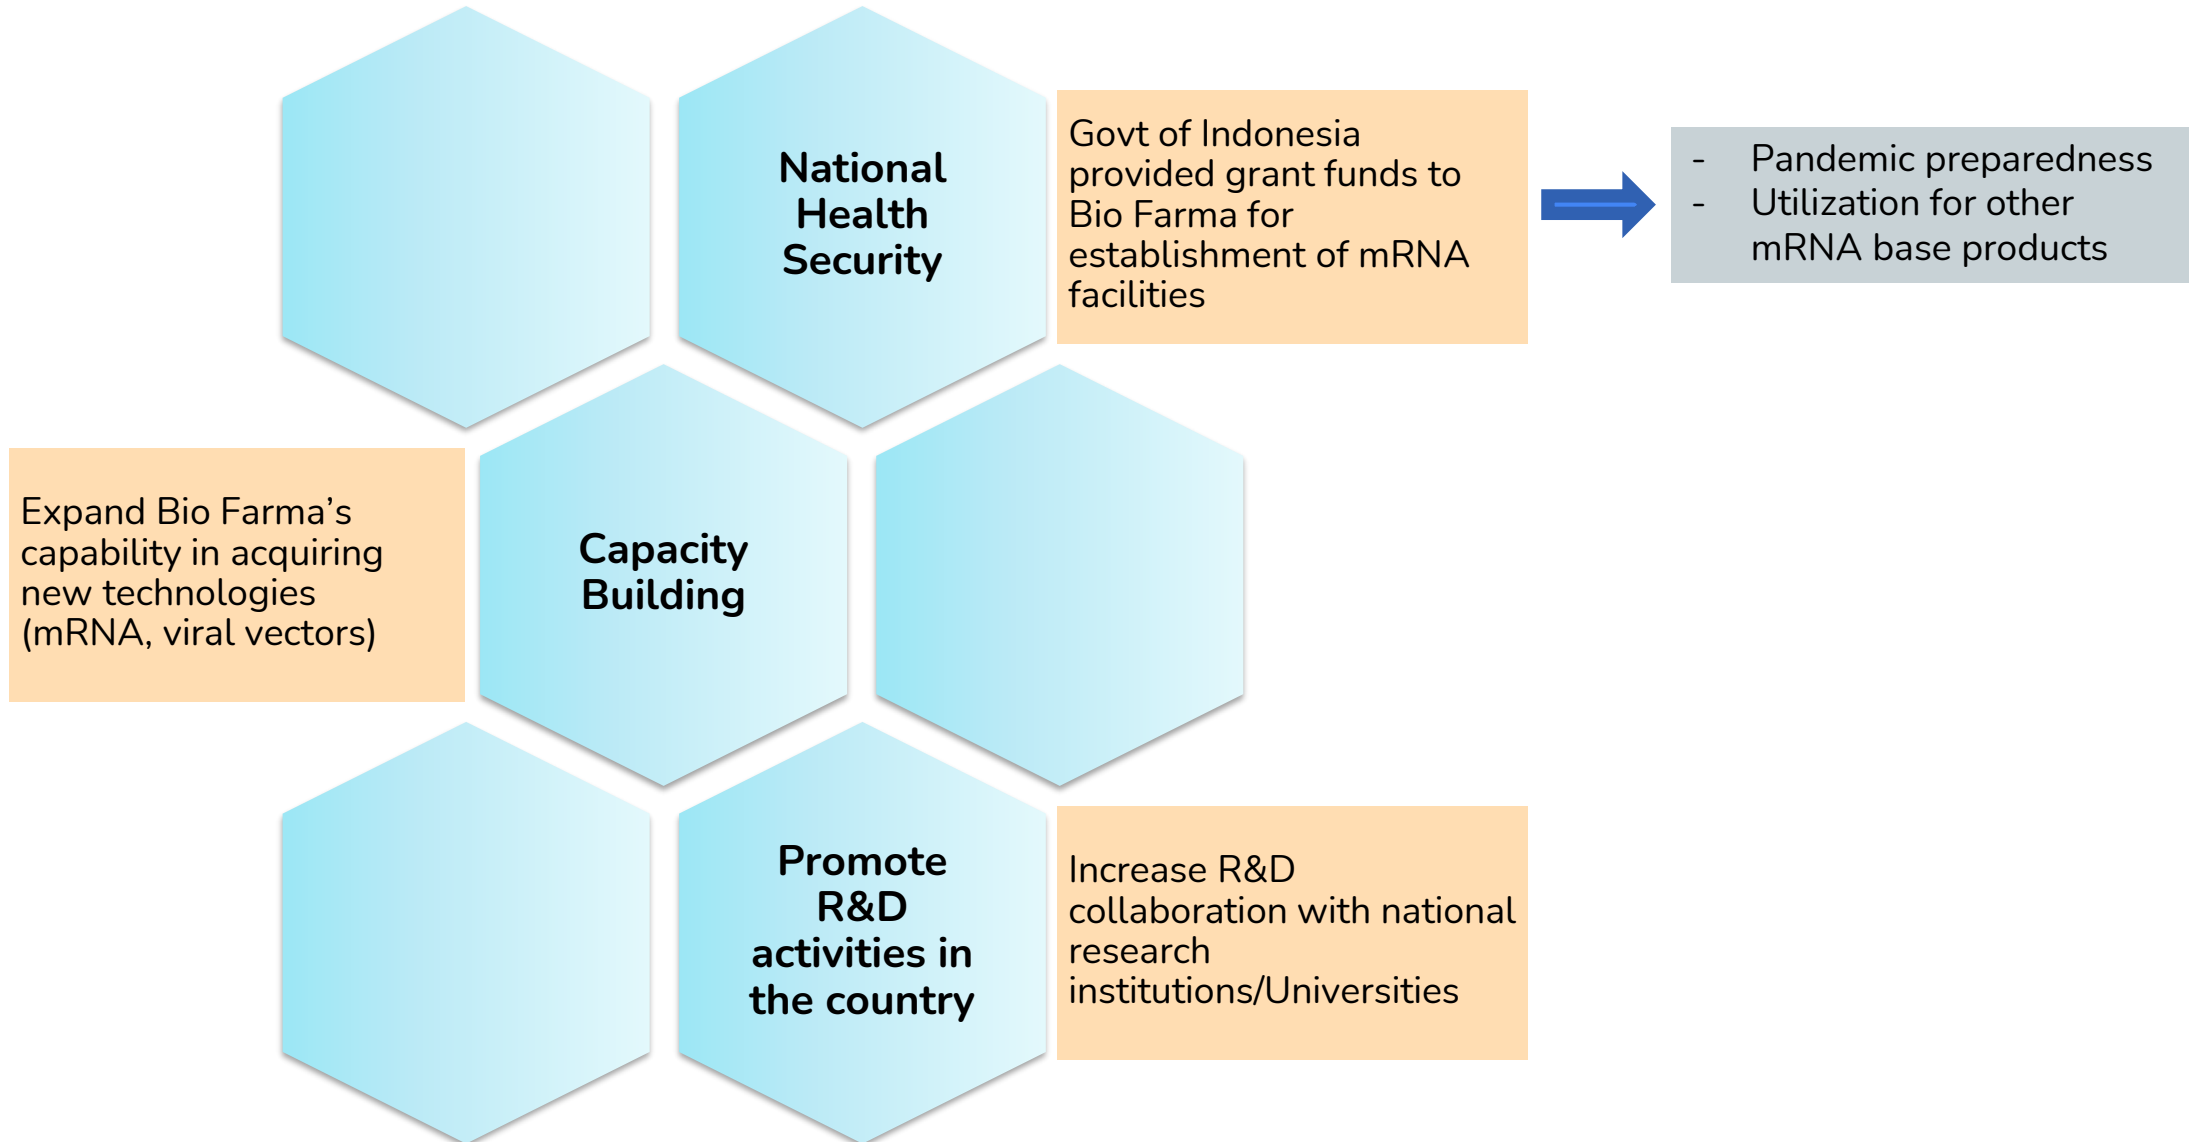 National
Health
Security
Govt of Indonesia
provided grant funds to
Bio Farma for
establishment of mRNA
facilities
- Pandemic preparedness
- Utilization for other
mRNA base products
Expand Bio Farma’s
capability in acquiring
new technologies
(mRNA, viral vectors)
Capacity
Building
Promote
R&D
activities in
the country
Increase R&D
collaboration with national
research
institutions/Universities